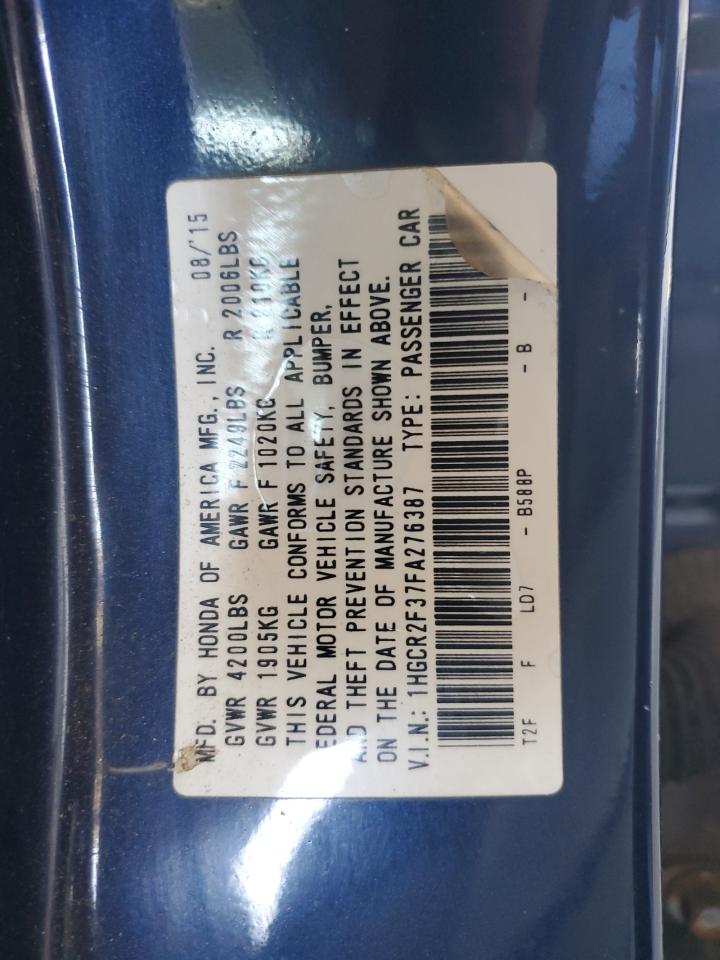 MFD. BY HONDA OF AMERICA MFG., INC. 08/'15
GVWR 4200LBS GAWR F 2249LBS R 2006LBS
GVWR 1905KG GAWR F 1020KG R 910KG
THIS VEHICLE CONFORMS TO ALL APPLICABLE
FEDERAL MOTOR VEHICLE SAFETY, BUMPER,
AND THEFT PREVENTION STANDARDS IN EFFECT
ON THE DATE OF MANUFACTURE SHOWN ABOVE.
V.I.N.: 1HGCR2F37FA276387 TYPE: PASSENGER CAR
T2F F LD7 - B588P - B -